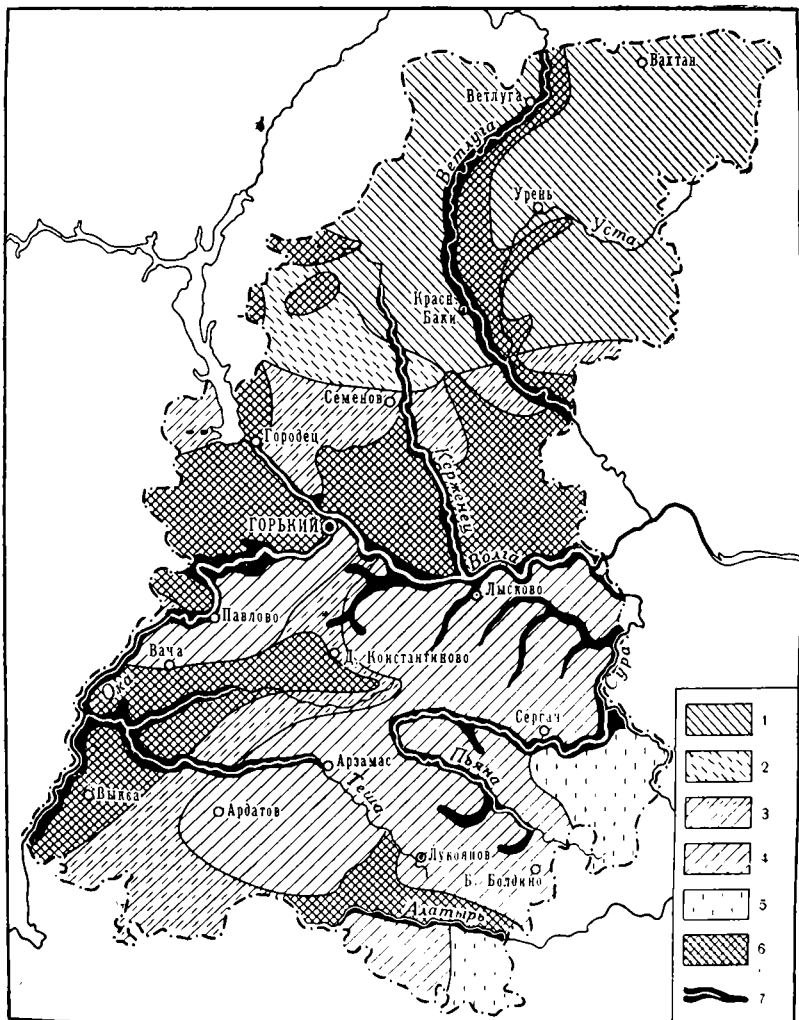 Вахтан
Ветлуга
Ветлуга
Урень
Уста
Красн.
Баки
Семенов
Городец
Керженец
ГОРЬКИЙ
Волга
Лысково
Павлово
Вача
Д. Константиново
Ока
Сура
Сергач
Пьяна
Арзамас
Теша
Выкса
Ардатов
Лукоянов
Б. Болдино
Алатырь
1
2
3
4
5
6
7